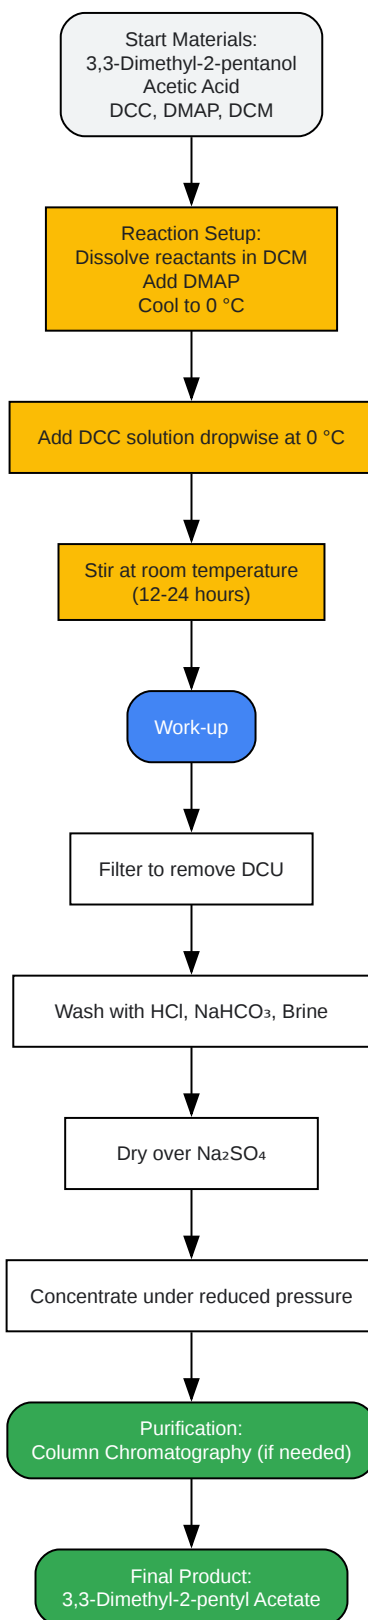 Start Materials:
3,3-Dimethyl-2-pentanol
Acetic Acid
DCC, DMAP, DCM
Reaction Setup:
Dissolve reactants in DCM
Add DMAP
Cool to 0 °C
Add DCC solution dropwise at 0 °C
Stir at room temperature
(12-24 hours)
Work-up
Filter to remove DCU
Wash with HCl, NaHCO₃, Brine
Dry over Na₂SO₄
Concentrate under reduced pressure
Purification:
Column Chromatography (if needed)
Final Product:
3,3-Dimethyl-2-pentyl Acetate